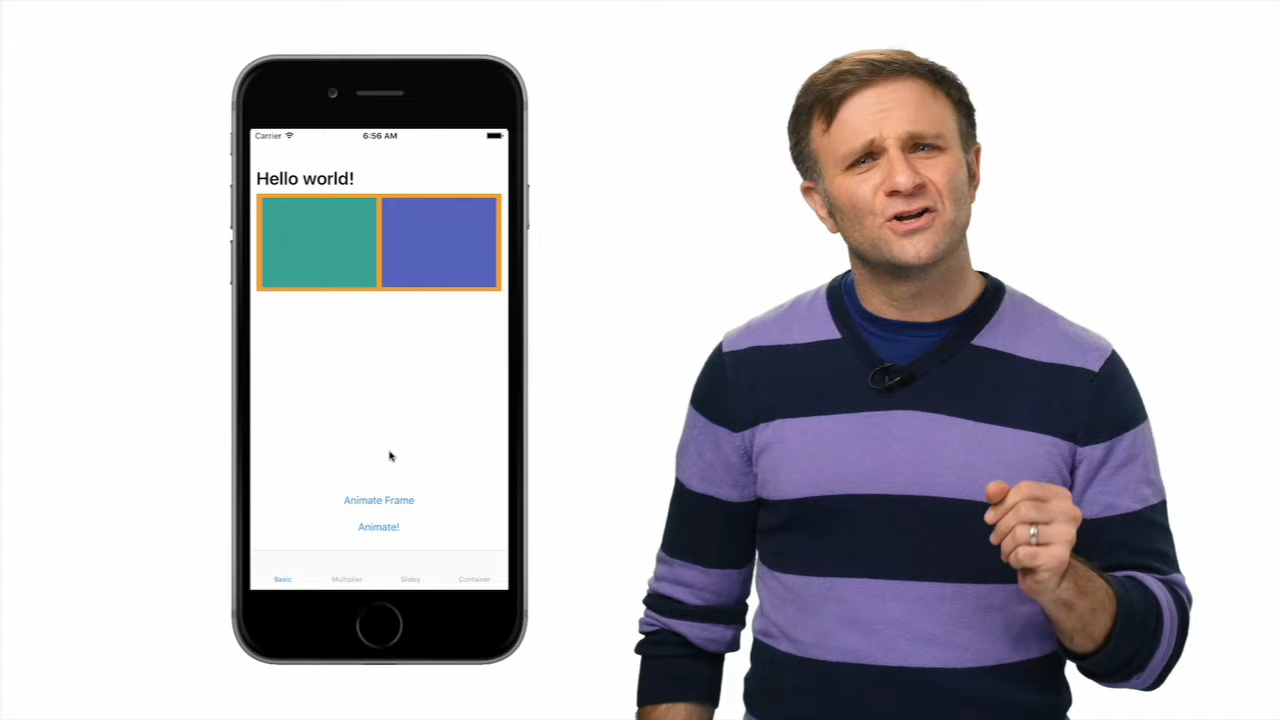 Carrier 6:56 AM
Hello world!
Animate Frame
Animate!
Basic Multiplier Slidey Container